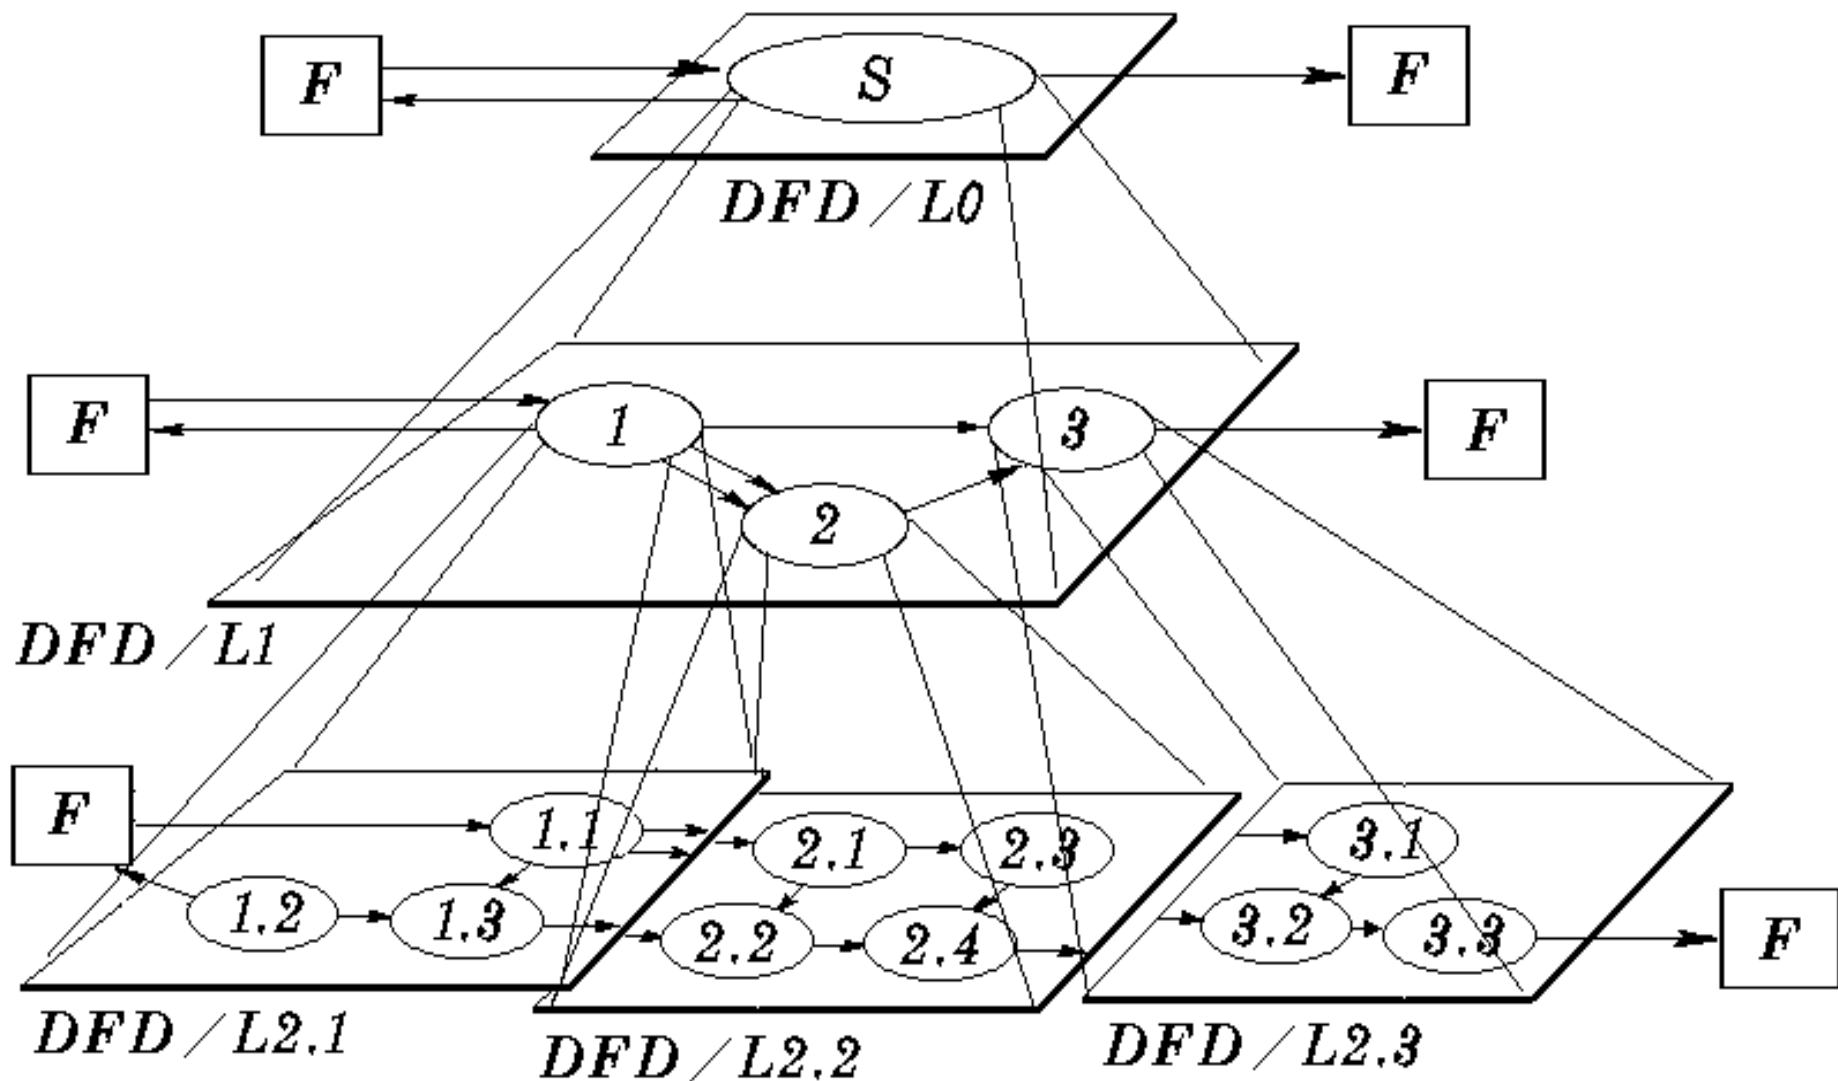 F
S
F
DFD/L0
F
1
3
F
2
DFD/L1
F
1.1
2.1
2.3
3.1
1.2
1.3
2.2
2.4
3.2
3.3
F
DFD/L2.1
DFD/L2.2
DFD/L2.3